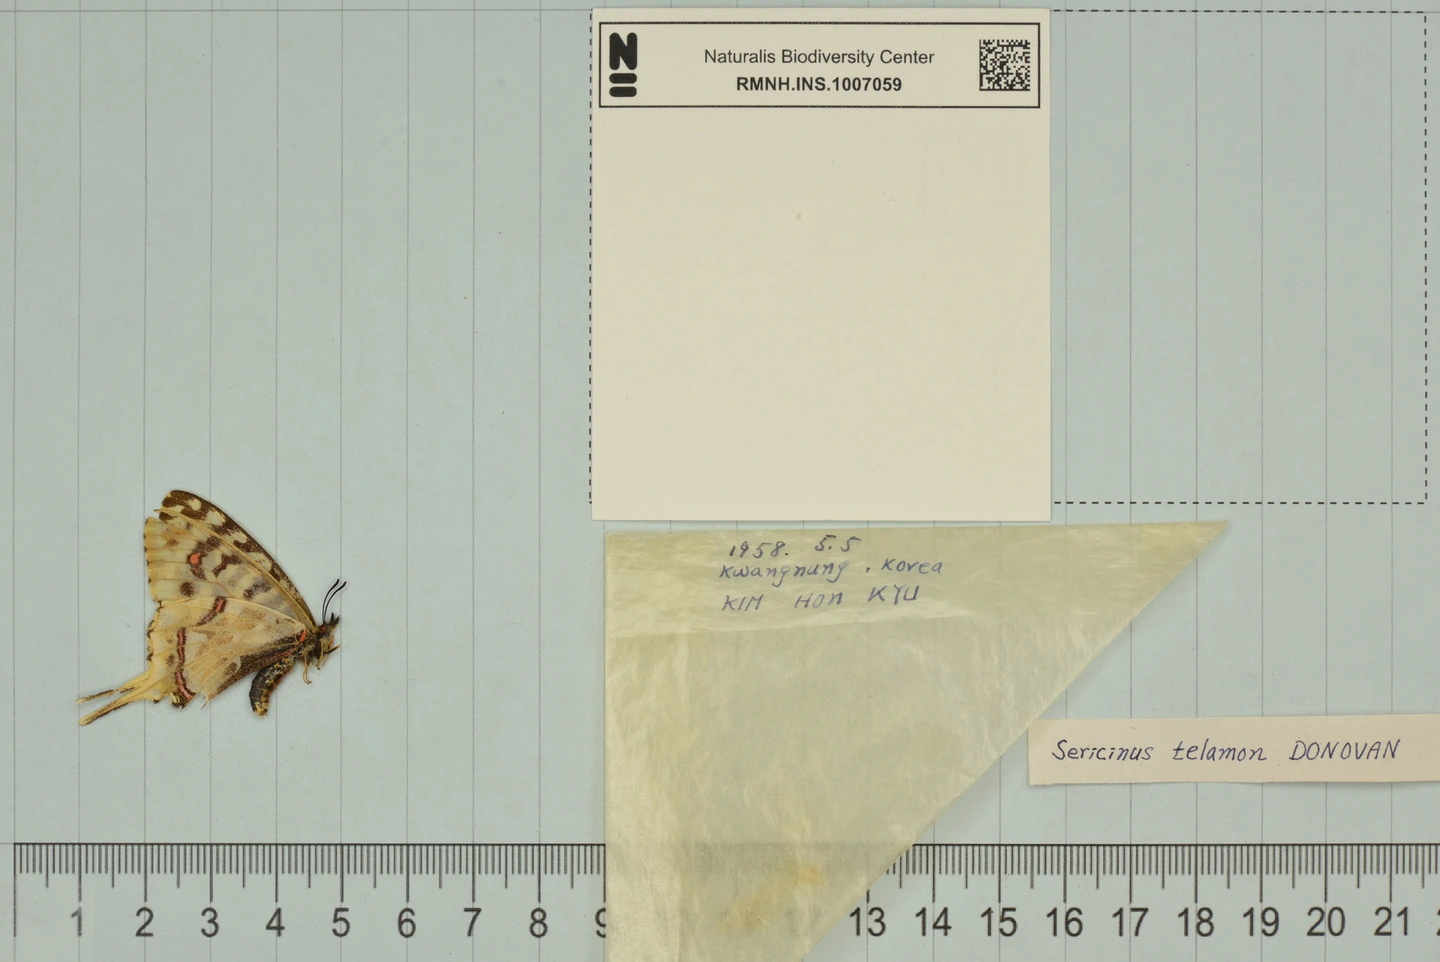 Naturalis Biodiversity Center
RMNH.INS.1007059
1958. 5.5
Kwangnung, Korea
KIM HON KYU
Sericinus telamon DONOVAN
1 2 3 4 5 6 7 8 9 12 13 14 15 16 17 18 19 20 21